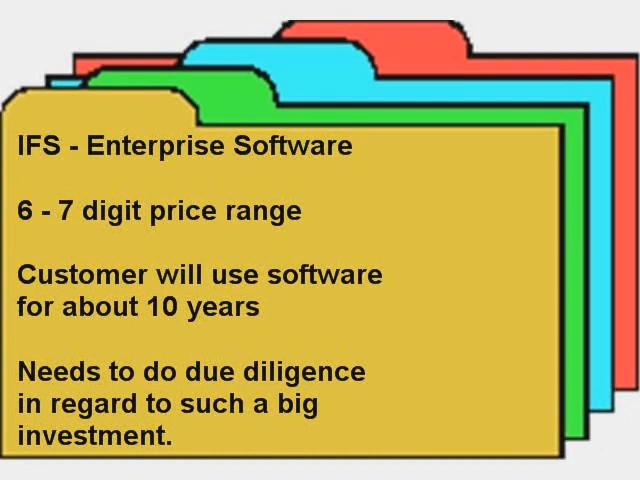 IFS - Enterprise Software
6 - 7 digit price range
Customer will use software
for about 10 years
Needs to do due diligence
in regard to such a big
investment.